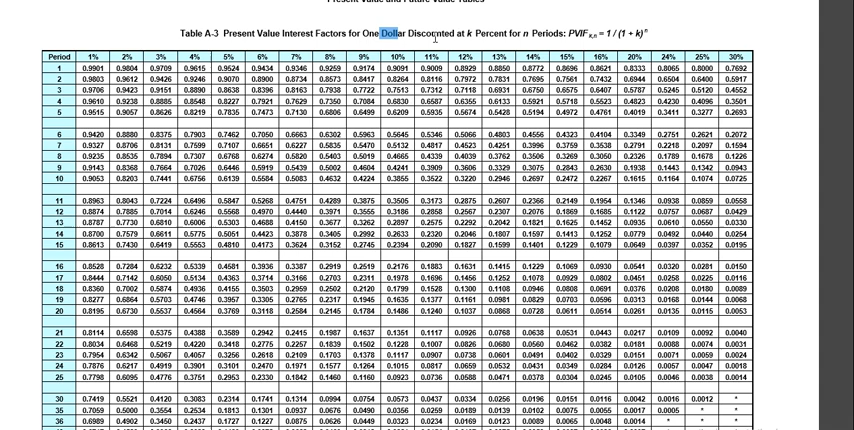 Table A-3 Present Value Interest Factors for One Dollar Discounted at k Percent for n Periods: PVIF k,n = 1 / (1 + k) n
Period 1% 2% 3% 4% 5% 6% 7% 8% 9% 10% 11% 12% 13% 14% 15% 16% 20% 24% 25% 30%
1 0.9901 0.9804 0.9709 0.9615 0.9524 0.9434 0.9346 0.9259 0.9174 0.9091 0.9009 0.8929 0.8850 0.8772 0.8696 0.8621 0.8333 0.8065 0.8000 0.7692
2 0.9803 0.9612 0.9426 0.9246 0.9070 0.8900 0.8734 0.8573 0.8417 0.8264 0.8116 0.7972 0.7831 0.7695 0.7561 0.7432 0.6944 0.6504 0.6400 0.5917
3 0.9706 0.9423 0.9151 0.8890 0.8638 0.8396 0.8163 0.7938 0.7722 0.7513 0.7312 0.7118 0.6931 0.6750 0.6575 0.6407 0.5787 0.5245 0.5120 0.4552
4 0.9610 0.9238 0.8885 0.8548 0.8227 0.7921 0.7629 0.7350 0.7084 0.6830 0.6587 0.6355 0.6133 0.5921 0.5718 0.5523 0.4823 0.4230 0.4096 0.3501
5 0.9515 0.9057 0.8626 0.8219 0.7835 0.7473 0.7130 0.6806 0.6499 0.6209 0.5935 0.5674 0.5428 0.5194 0.4972 0.4761 0.4019 0.3411 0.3277 0.2693
6 0.9420 0.8880 0.8375 0.7903 0.7462 0.7050 0.6663 0.6302 0.5963 0.5645 0.5346 0.5066 0.4803 0.4556 0.4323 0.4104 0.3349 0.2751 0.2621 0.2072
7 0.9327 0.8706 0.8131 0.7599 0.7107 0.6651 0.6227 0.5835 0.5470 0.5132 0.4817 0.4523 0.4251 0.3996 0.3759 0.3538 0.2791 0.2218 0.2097 0.1594
8 0.9235 0.8535 0.7894 0.7307 0.6768 0.6274 0.5820 0.5403 0.5019 0.4665 0.4339 0.4039 0.3762 0.3506 0.3269 0.3050 0.2326 0.1789 0.1678 0.1226
9 0.9143 0.8368 0.7664 0.7026 0.6446 0.5919 0.5439 0.5002 0.4604 0.4241 0.3909 0.3606 0.3329 0.3075 0.2843 0.2630 0.1938 0.1443 0.1342 0.0943
10 0.9053 0.8203 0.7441 0.6756 0.6139 0.5584 0.5083 0.4632 0.4224 0.3855 0.3522 0.3220 0.2946 0.2697 0.2472 0.2267 0.1615 0.1164 0.1074 0.0725
11 0.8963 0.8043 0.7224 0.6496 0.5847 0.5268 0.4751 0.4289 0.3875 0.3505 0.3173 0.2875 0.2607 0.2366 0.2149 0.1954 0.1346 0.0938 0.0859 0.0558
12 0.8874 0.7885 0.7014 0.6246 0.5568 0.4970 0.4440 0.3971 0.3555 0.3186 0.2858 0.2567 0.2307 0.2076 0.1869 0.1685 0.1122 0.0757 0.0687 0.0429
13 0.8787 0.7730 0.6810 0.6006 0.5303 0.4688 0.4150 0.3677 0.3262 0.2897 0.2575 0.2292 0.2042 0.1821 0.1625 0.1452 0.0935 0.0610 0.0550 0.0330
14 0.8700 0.7579 0.6611 0.5775 0.5051 0.4423 0.3878 0.3405 0.2992 0.2633 0.2320 0.2046 0.1807 0.1597 0.1413 0.1252 0.0779 0.0492 0.0440 0.0254
15 0.8613 0.7430 0.6419 0.5553 0.4810 0.4173 0.3624 0.3152 0.2745 0.2394 0.2090 0.1827 0.1599 0.1401 0.1229 0.1079 0.0649 0.0397 0.0352 0.0195
16 0.8528 0.7284 0.6232 0.5339 0.4581 0.3936 0.3387 0.2919 0.2519 0.2176 0.1883 0.1631 0.1415 0.1229 0.1069 0.0930 0.0541 0.0320 0.0281 0.0150
17 0.8444 0.7142 0.6050 0.5134 0.4363 0.3714 0.3166 0.2703 0.2311 0.1978 0.1696 0.1456 0.1252 0.1078 0.0929 0.0802 0.0451 0.0258 0.0225 0.0116
18 0.8360 0.7002 0.5874 0.4936 0.4155 0.3503 0.2959 0.2502 0.2120 0.1799 0.1528 0.1300 0.1108 0.0946 0.0808 0.0691 0.0376 0.0208 0.0180 0.0089
19 0.8277 0.6864 0.5703 0.4746 0.3957 0.3305 0.2765 0.2317 0.1945 0.1635 0.1377 0.1161 0.0981 0.0829 0.0703 0.0596 0.0313 0.0168 0.0144 0.0068
20 0.8195 0.6730 0.5537 0.4564 0.3769 0.3118 0.2584 0.2145 0.1784 0.1486 0.1240 0.1037 0.0868 0.0728 0.0611 0.0514 0.0261 0.0135 0.0115 0.0053
21 0.8114 0.6598 0.5375 0.4388 0.3589 0.2942 0.2415 0.1987 0.1637 0.1351 0.1117 0.0926 0.0768 0.0638 0.0531 0.0443 0.0217 0.0109 0.0092 0.0040
22 0.8034 0.6468 0.5219 0.4220 0.3418 0.2775 0.2257 0.1839 0.1502 0.1228 0.1007 0.0826 0.0680 0.0560 0.0462 0.0382 0.0181 0.0088 0.0074 0.0031
23 0.7954 0.6342 0.5067 0.4057 0.3256 0.2618 0.2109 0.1703 0.1378 0.1117 0.0907 0.0738 0.0601 0.0491 0.0402 0.0329 0.0151 0.0071 0.0059 0.0024
24 0.7876 0.6217 0.4919 0.3901 0.3101 0.2470 0.1971 0.1577 0.1264 0.1015 0.0817 0.0659 0.0532 0.0431 0.0349 0.0284 0.0126 0.0057 0.0047 0.0018
25 0.7798 0.6095 0.4776 0.3751 0.2953 0.2330 0.1842 0.1460 0.1160 0.0923 0.0736 0.0588 0.0471 0.0378 0.0304 0.0245 0.0105 0.0046 0.0038 0.0014
30 0.7419 0.5521 0.4120 0.3083 0.2314 0.1741 0.1314 0.0994 0.0754 0.0573 0.0437 0.0334 0.0256 0.0196 0.0151 0.0116 0.0042 0.0016 0.0012 *
35 0.7059 0.5000 0.3554 0.2534 0.1813 0.1301 0.0937 0.0676 0.0490 0.0356 0.0259 0.0189 0.0139 0.0102 0.0075 0.0055 0.0017 0.0005 * *
36 0.6989 0.4902 0.3450 0.2437 0.1727 0.1227 0.0875 0.0626 0.0449 0.0323 0.0234 0.0169 0.0123 0.0089 0.0065 0.0048 0.0014 * * *